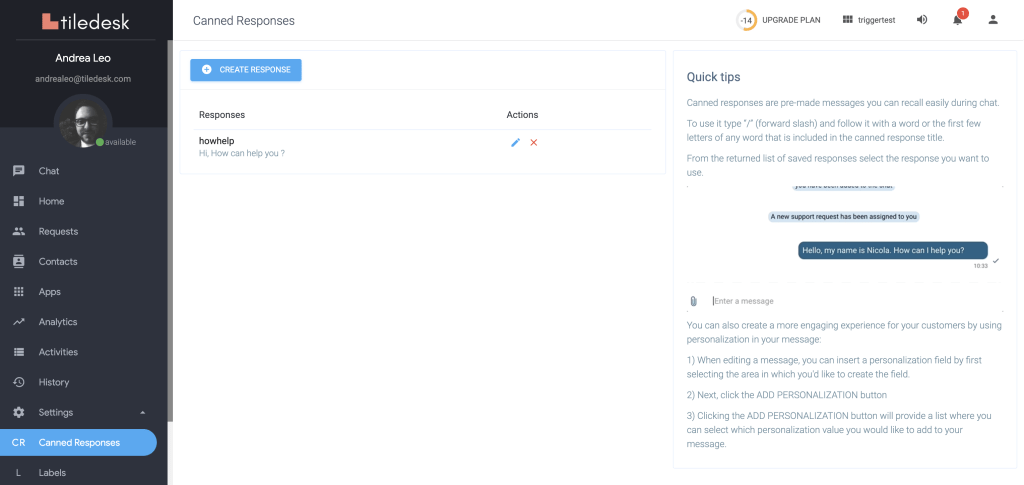 tiledesk
Andrea Leo
andrealeo@tiledesk.com
available
Chat
Home
Requests
Contacts
Apps
Analytics
Activities
History
Settings
CR Canned Responses
L Labels
Canned Responses
-14 UPGRADE PLAN
triggertest
1
CREATE RESPONSE
Responses Actions
howhelp
Hi, How can help you ?
Quick tips
Canned responses are pre-made messages you can recall easily during chat.
To use it type "/" (forward slash) and follow it with a word or the first few
letters of any word that is included in the canned response title.
From the returned list of saved responses select the response you want to
use.
you have been added to the chat
A new support request has been assigned to you
Hello, my name is Nicola. How can I help you?
10:33
Enter a message
You can also create a more engaging experience for your customers by using
personalization in your message:
1) When editing a message, you can insert a personalization field by first
selecting the area in which you'd like to create the field.
2) Next, click the ADD PERSONALIZATION button
3) Clicking the ADD PERSONALIZATION button will provide a list where you
can select which personalization value you would like to add to your
message.